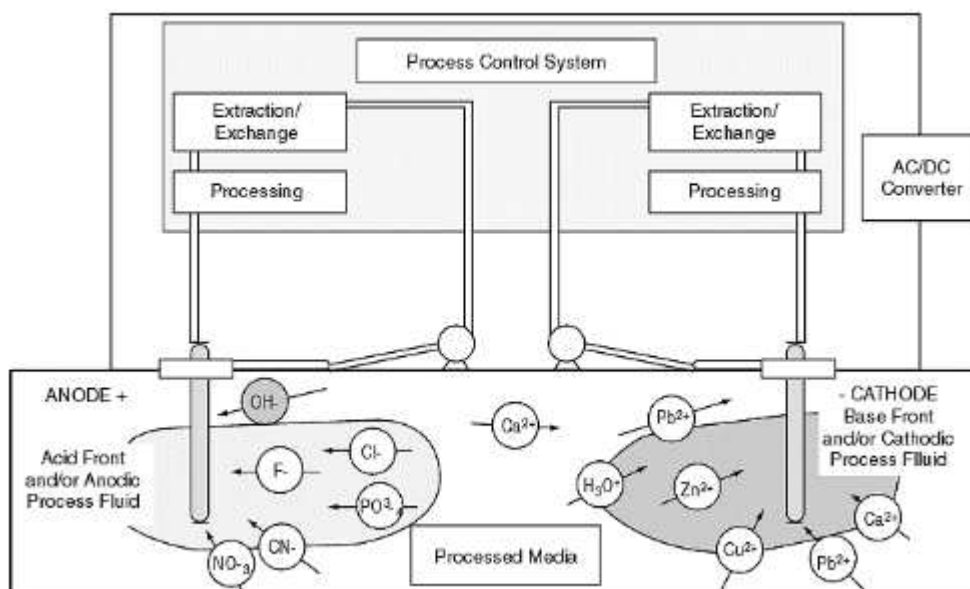 Process Control System
Extraction/
Exchange
Processing
Extraction/
Exchange
Processing
AC/DC
Converter
ANODE +
OH-
Acid Front
and/or Anodic
Process Fluid
F-
Cl-
PO3-4
CN-
NO-3
Ca2+
Processed Media
- CATHODE
Base Front
and/or Cathodic
Process FIluid
Pb2+
H3O+
Zn2+
Cu2+
Pb2+
Ca2+